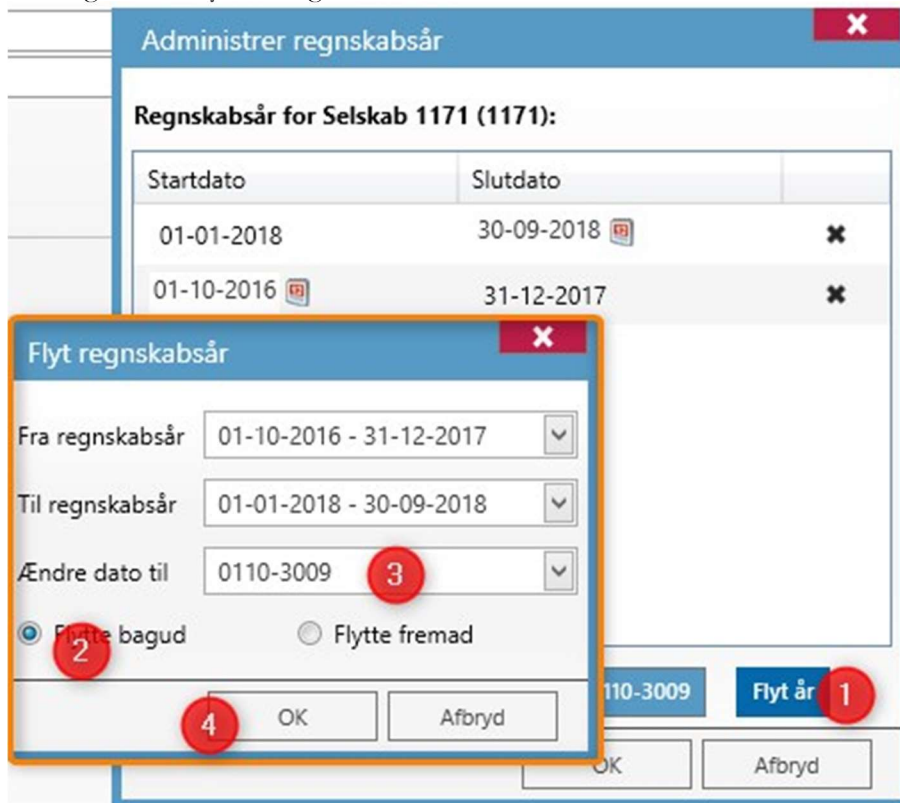 Administrer regnskabsår
Regnskabsår for Selskab 1171 (1171):
Startdato Slutdato
01-01-2018 30-09-2018
01-10-2016 31-12-2017
Flyt regnskabsår
Fra regnskabsår 01-10-2016 - 31-12-2017
Til regnskabsår 01-01-2018 - 30-09-2018
Ændre dato til 0110-3009 3
Flytte bagud Flytte fremad
2
110-3009 Flyt år 1
4 OK Afbryd
OK Afbryd